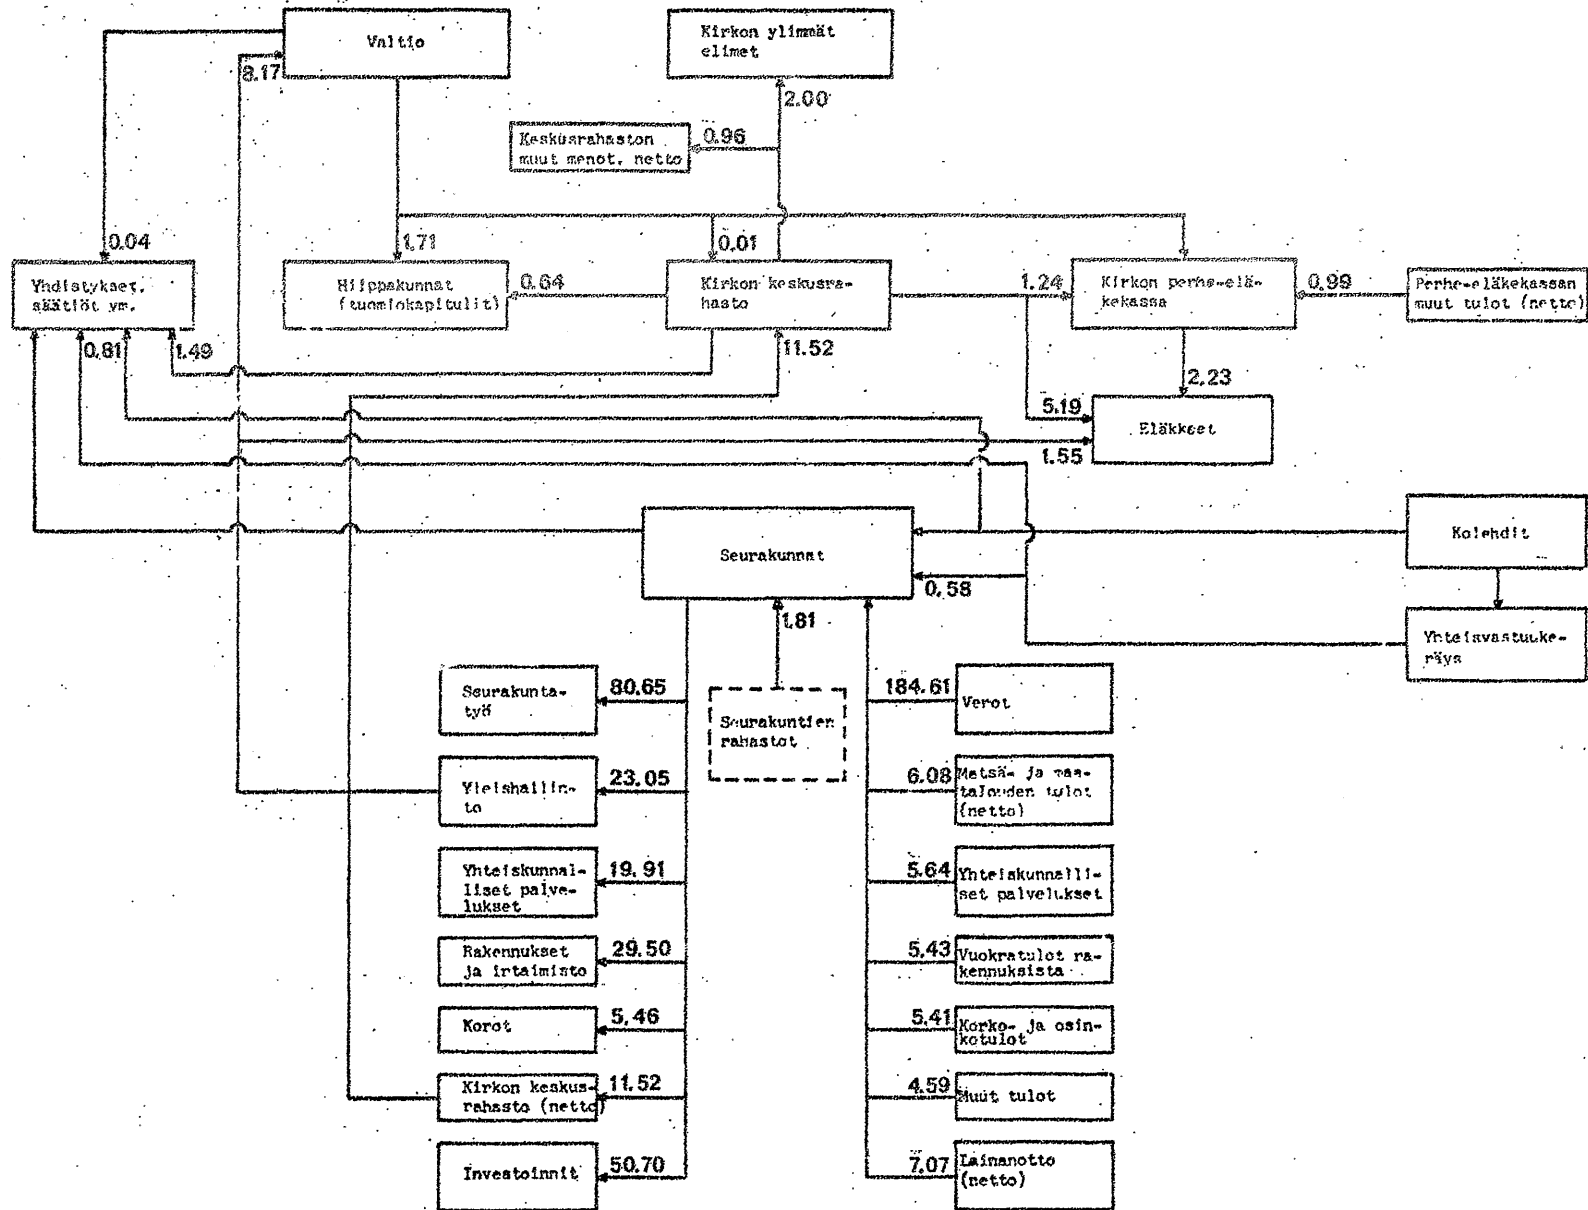 Valtio
Kirkon ylimmät
elimet
8.17
2.00
Keskusrahaston
muut menot, netto
0.96
0.04
1.71
0.01
Yhdistykset,
säätiöt ym.
Hiippakunnat
(tuomiokapitulit)
0.64
Kirkon keskusra-
hasto
1.24
Kirkon perhe-elä-
kekassa
0.99
Perhe-eläkekassan
muut tulot (netto)
0.81
1.49
11.52
2.23
5.19
Eläkkeet
1.55
Seurakunnat
Kolehdit
0.58
1.81
Yhteisvastuuke-
räys
Seurakunta-
työ
80.65
Seurakuntien
rahastot
184.61
Verot
Yleishallin-
to
23.05
6.08
Metsä- ja maa-
talouden tulot
(netto)
Yhteiskunnal-
liset palve-
lukset
19.91
5.64
Yhteiskunnalli-
set palvelukset
Rakennukset
ja irtaimisto
29.50
5.43
Vuokratulot ra-
kennuksista
Korot
5.46
5.41
Korko- ja osin-
kotulot
Kirkon keskus-
rahasto (netto)
11.52
4.59
Muut tulot
Investoinnit
50.70
7.07
Lainanotto
(netto)